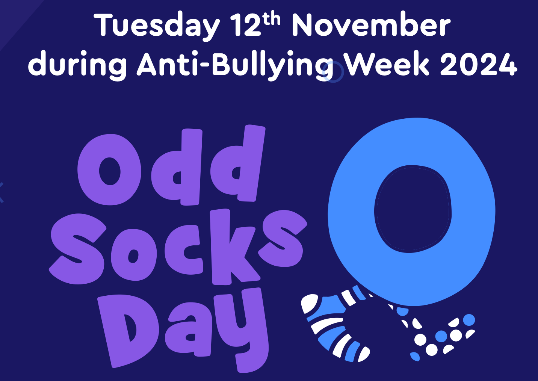 Tuesday 12th November
during Anti-Bullying Week 2024
Odd
Socks
Day